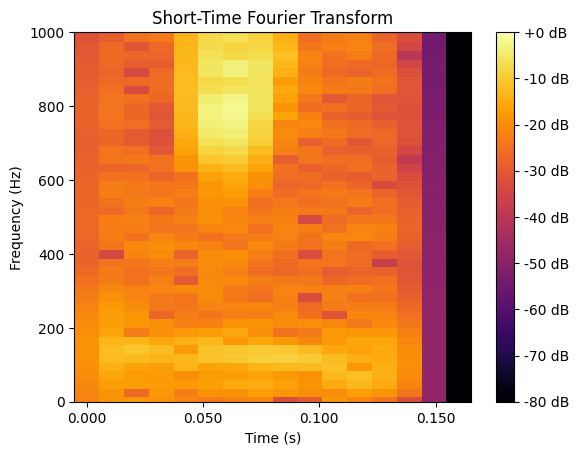 Short-Time Fourier Transform
Frequency (Hz)
1000
800
600
400
200
0
0.000
0.050
0.100
0.150
Time (s)
+0 dB
-10 dB
-20 dB
-30 dB
-40 dB
-50 dB
-60 dB
-70 dB
-80 dB